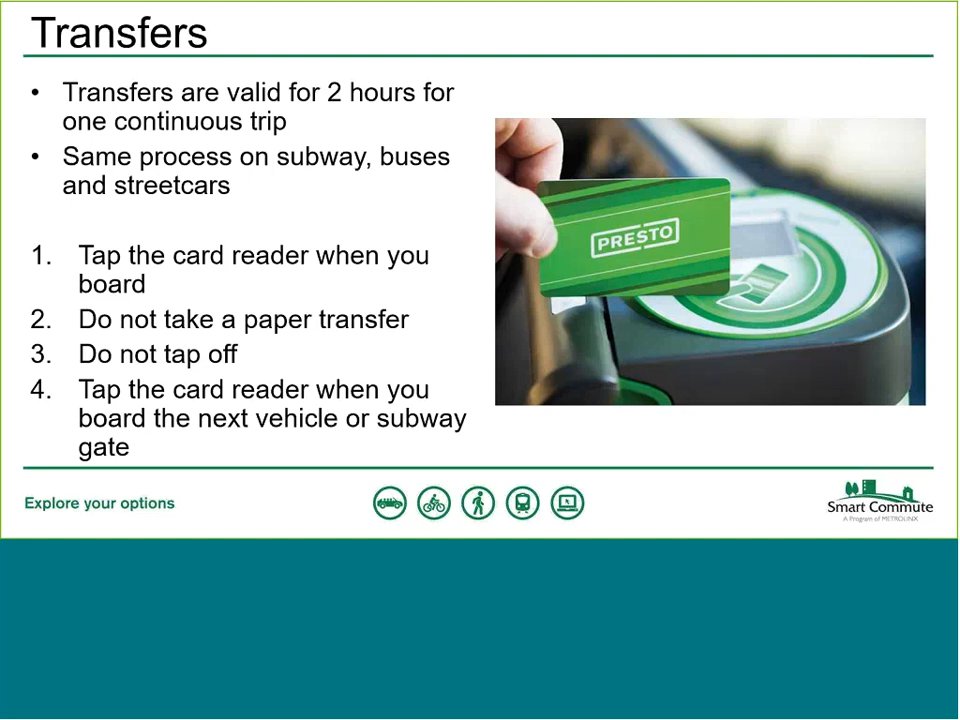 Transfers
• Transfers are valid for 2 hours for
one continuous trip
• Same process on subway, buses
and streetcars
1. Tap the card reader when you
board
2. Do not take a paper transfer
3. Do not tap off
4. Tap the card reader when you
board the next vehicle or subway
gate
PRESTO
Explore your options
Smart Commute
A Program of METROLINX